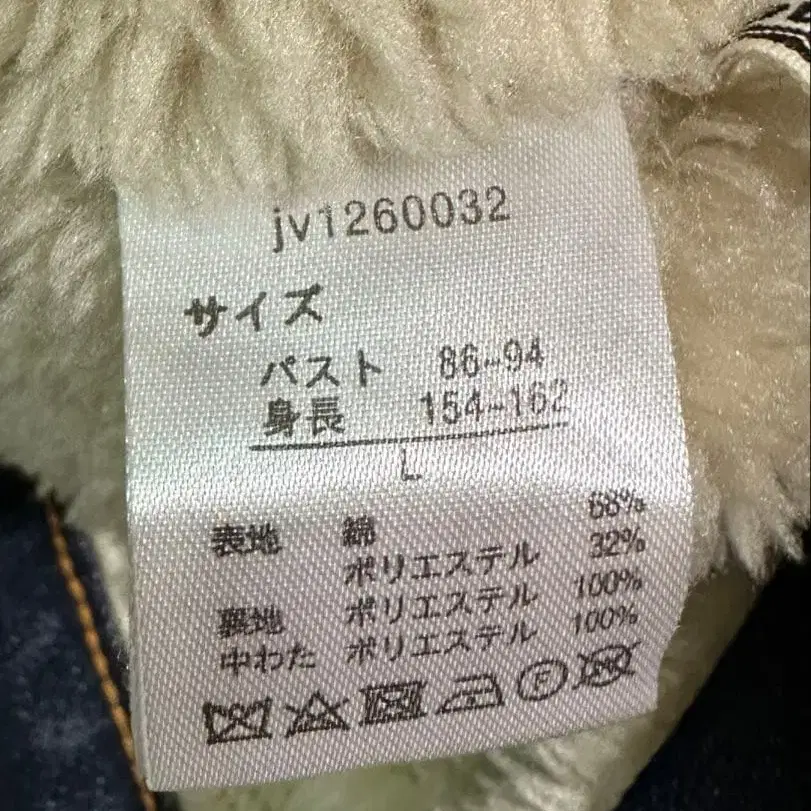 jv1260032
サイズ
バスト 86-94
身長 154-162
L
表地 綿 68%
ポリエステル 32%
裏地 ポリエステル 100%
中わた ポリエステル 100%
F